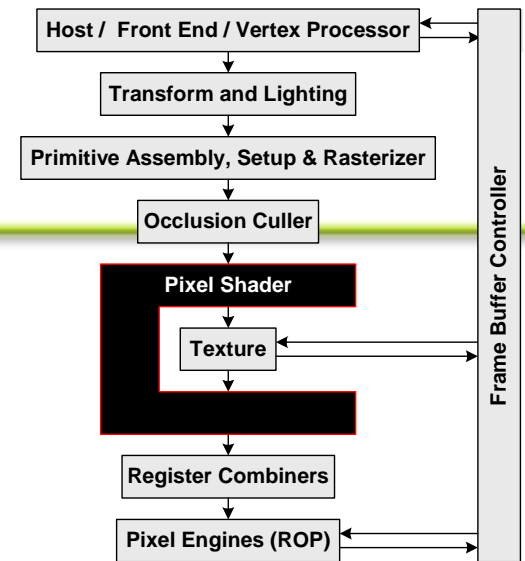 Host / Front End / Vertex Processor
Transform and Lighting
Primitive Assembly, Setup & Rasterizer
Occlusion Culler
Pixel Shader
Texture
Register Combiners
Pixel Engines (ROP)
Frame Buffer Controller